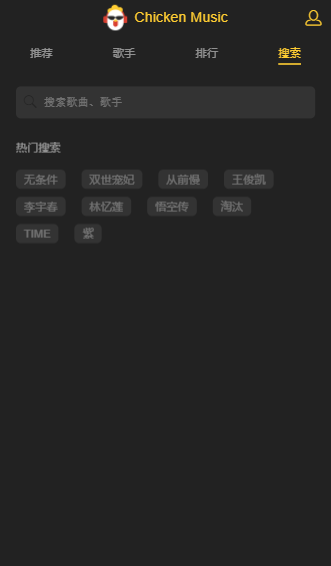 Chicken Music
推荐 歌手 排行 搜索
搜索歌曲、歌手
热门搜索
无条件 双世宠妃 从前慢 王俊凯
李宇春 林忆莲 悟空传 淘汰
TIME 紫